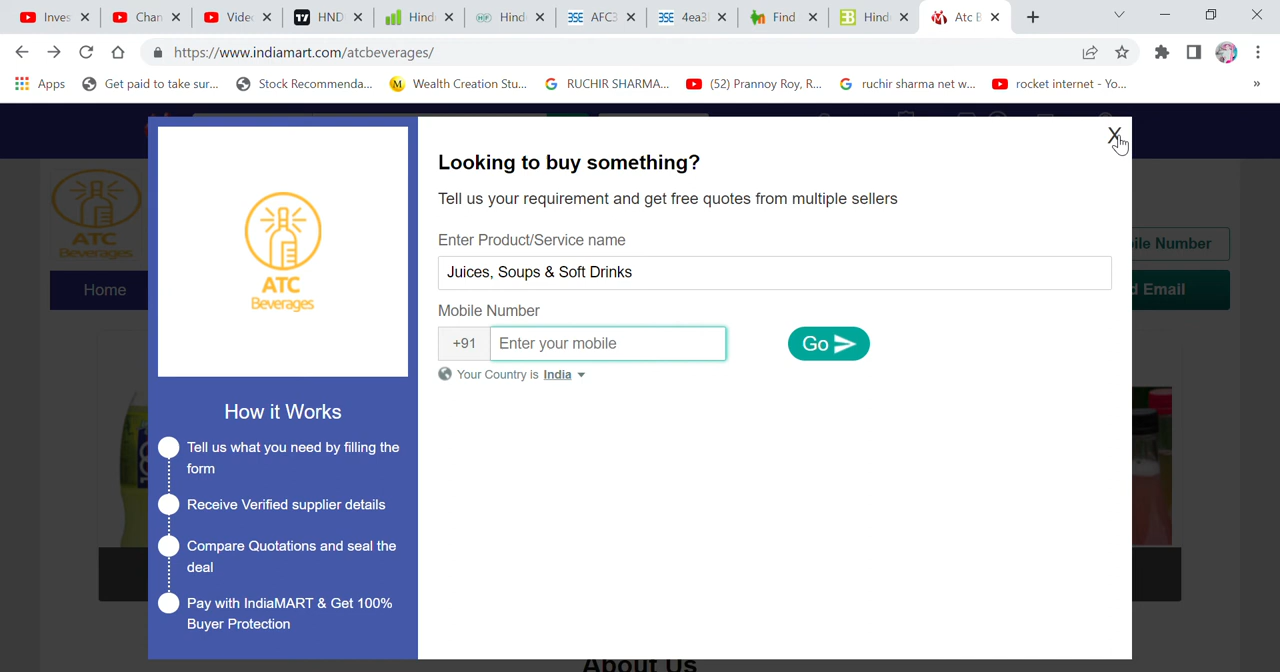 Inves
Chan
Vide
HND
Hind
Hind
AFC3
4ea3
Find
Hind
Atc B
https://www.indiamart.com/atcbeverages/
Apps
Get paid to take sur...
Stock Recommenda...
Wealth Creation Stu...
RUCHIR SHARMA...
(52) Prannoy Roy, R...
ruchir sharma net w...
rocket internet - Yo...
»
ATC
Beverages
Home
ile Number
d Email
ATC
Beverages
How it Works
Tell us what you need by filling the
form
Receive Verified supplier details
Compare Quotations and seal the
deal
Pay with IndiaMART & Get 100%
Buyer Protection
X
Looking to buy something?
Tell us your requirement and get free quotes from multiple sellers
Enter Product/Service name
Juices, Soups & Soft Drinks
Mobile Number
+91
Enter your mobile
Go
Your Country is India
About Us